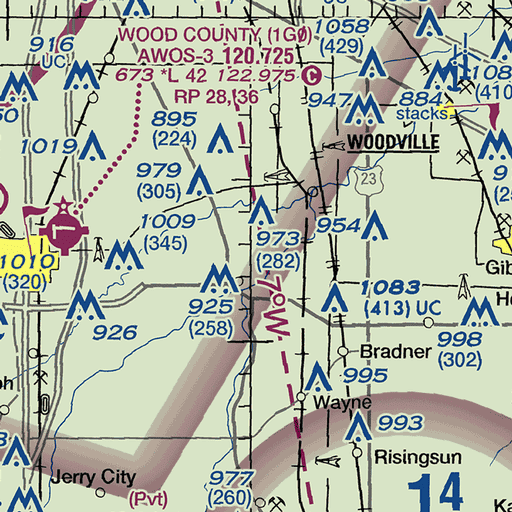 WOOD COUNTY (1G0)
AWOS-3 120.725
673 *L 42 122.975 C
RP 28, 36
916
UC
1058
(429)
(410
947
884
stacks
WOODVILLE
895
(224)
1019
979
(305)
23
1009
(345)
954
973
(282)
1010
(320)
925
(258)
926
7°W
1083
(413) UC
998
(302)
Bradner
995
Wayne
993
Risingsun
Jerry City
(Pvt)
977
(260)
14